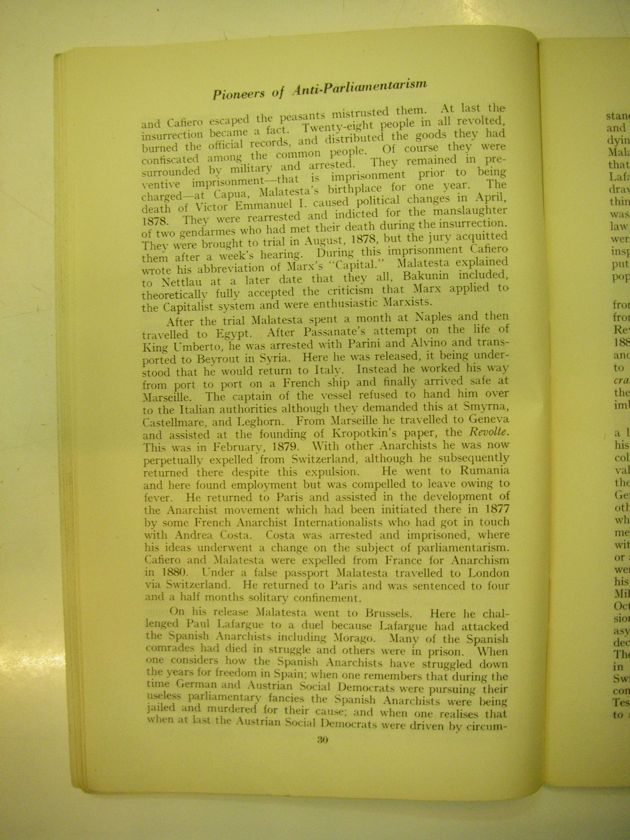 Pioneers of Anti-Parliamentarism
and Cafiero escaped the peasants mistrusted them. At last the
insurrection became a fact. Twenty-eight people in all revolted,
burned the official records, and distributed the goods they had
confiscated among the common people. Of course they were
surrounded by military and arrested. They remained in pre-
ventive imprisonment—that is imprisonment prior to being
charged—at Capua, Malatesta's birthplace for one year. The
death of Victor Emmanuel I. caused political changes in April,
1878. They were rearrested and indicted for the manslaughter
of two gendarmes who had met their death during the insurrection.
They were brought to trial in August, 1878, but the jury acquitted
them after a week's hearing. During this imprisonment Cafiero
wrote his abbreviation of Marx's "Capital." Malatesta explained
to Nettlau at a later date that they all, Bakunin included,
theoretically fully accepted the criticism that Marx applied to
the Capitalist system and were enthusiastic Marxists.
After the trial Malatesta spent a month at Naples and then
travelled to Egypt. After Passanate's attempt on the life of
King Umberto, he was arrested with Parini and Alvino and trans-
ported to Beyrout in Syria. Here he was released, it being under-
stood that he would return to Italy. Instead he worked his way
from port to port on a French ship and finally arrived safe at
Marseille. The captain of the vessel refused to hand him over
to the Italian authorities although they demanded this at Smyrna,
Castellmare, and Leghorn. From Marseille he travelled to Geneva
and assisted at the founding of Kropotkin's paper, the Revolte.
This was in February, 1879. With other Anarchists he was now
perpetually expelled from Switzerland, although he subsequently
returned there despite this expulsion. He went to Rumania
and here found employment but was compelled to leave owing to
fever. He returned to Paris and assisted in the development of
the Anarchist movement which had been initiated there in 1877
by some French Anarchist Internationalists who had got in touch
with Andrea Costa. Costa was arrested and imprisoned, where
his ideas underwent a change on the subject of parliamentarism.
Cafiero and Malatesta were expelled from France for Anarchism
in 1880. Under a false passport Malatesta travelled to London
via Switzerland. He returned to Paris and was sentenced to four
and a half months solitary confinement.
On his release Malatesta went to Brussels. Here he chal-
lenged Paul Lafargue to a duel because Lafargue had attacked
the Spanish Anarchists including Morago. Many of the Spanish
comrades had died in struggle and others were in prison. When
one considers how the Spanish Anarchists have struggled down
the years for freedom in Spain; when one remembers that during the
time German and Austrian Social Democrats were pursuing their
useless parliamentary fancies the Spanish Anarchists were being
jailed and murdered for their cause; and when one realises that
when at last the Austrian Social Democrats were driven by circum-
30